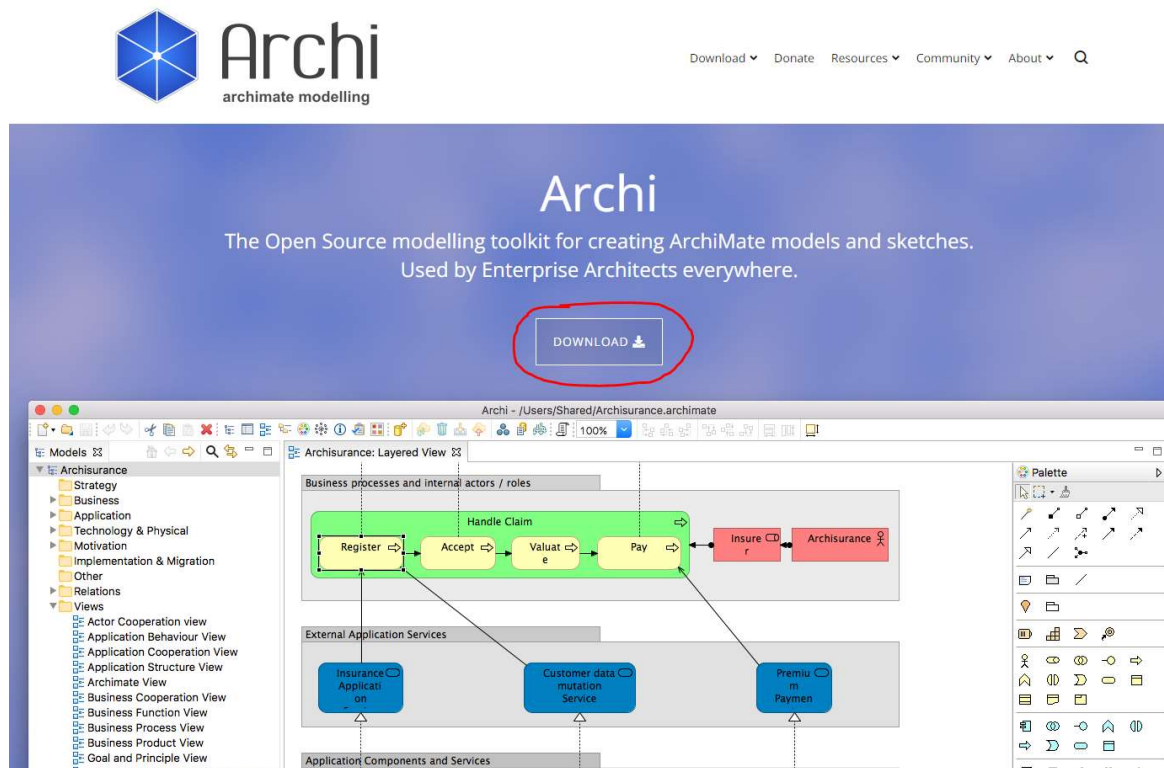 Archi
archimate modelling
Download Donate Resources Community About
Archi
The Open Source modelling toolkit for creating ArchiMate models and sketches.
Used by Enterprise Architects everywhere.
DOWNLOAD
Archi - /Users/Shared/Archisurance.archimate
100%
Models
Archisurance: Layered View
Palette
Archisurance
Strategy
Business
Application
Technology & Physical
Motivation
Implementation & Migration
Other
Relations
Views
Actor Cooperation view
Application Behaviour View
Application Cooperation View
Application Structure View
Archimate View
Business Cooperation View
Business Function View
Business Process View
Business Product View
Goal and Principle View
Business processes and internal actors / roles
Handle Claim
Register
Accept
Valuat
e
Pay
Insure
r
Archisurance
External Application Services
Insurance
Applicati
on
Customer data
mutation
Service
Premiu
m
Paymen
Application Components and Services